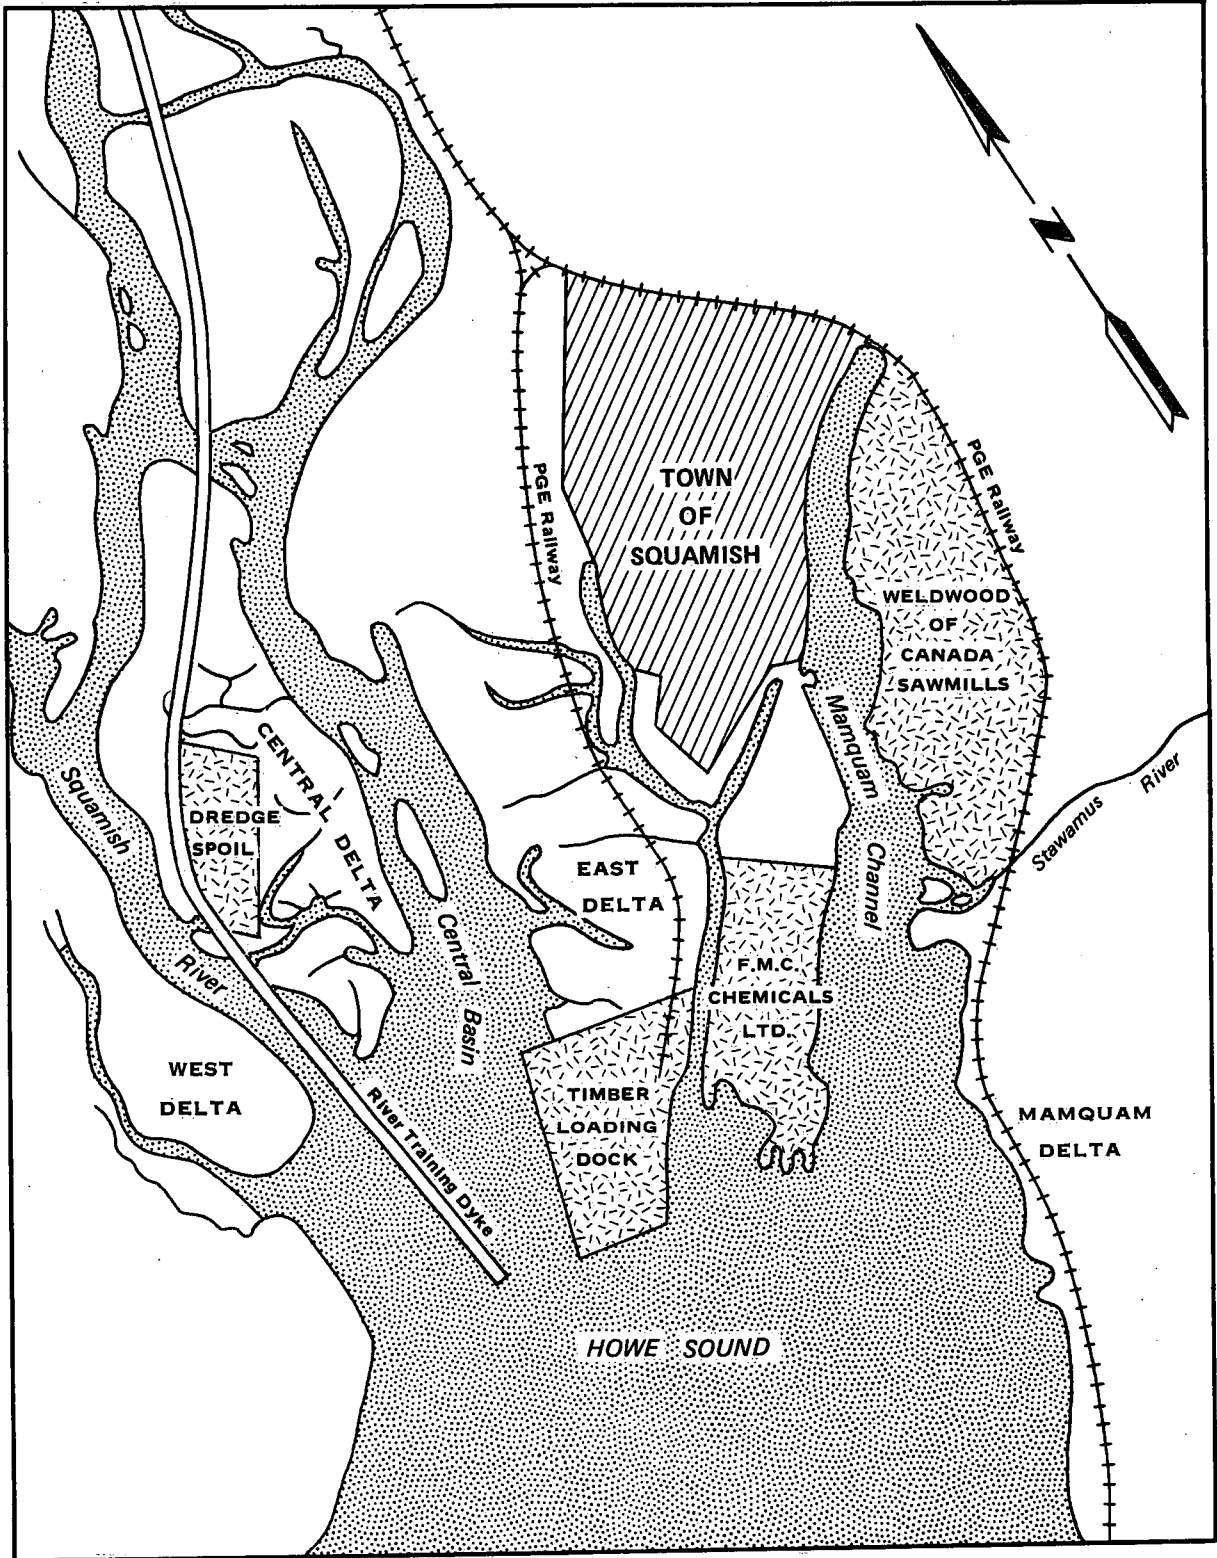 N
TOWN
OF
SQUAMISH
PGE Railway
PGE Railway
WELDWOOD
OF
CANADA
SAWMILLS
Mamquam Channel
Stawamus River
CENTRAL DELTA
DREDGE
SPOIL
Squamish River
EAST
DELTA
Central Basin
F.M.C.
CHEMICALS
LTD.
WEST
DELTA
River Training Dyke
TIMBER
LOADING
DOCK
MAMQUAM
DELTA
HOWE SOUND